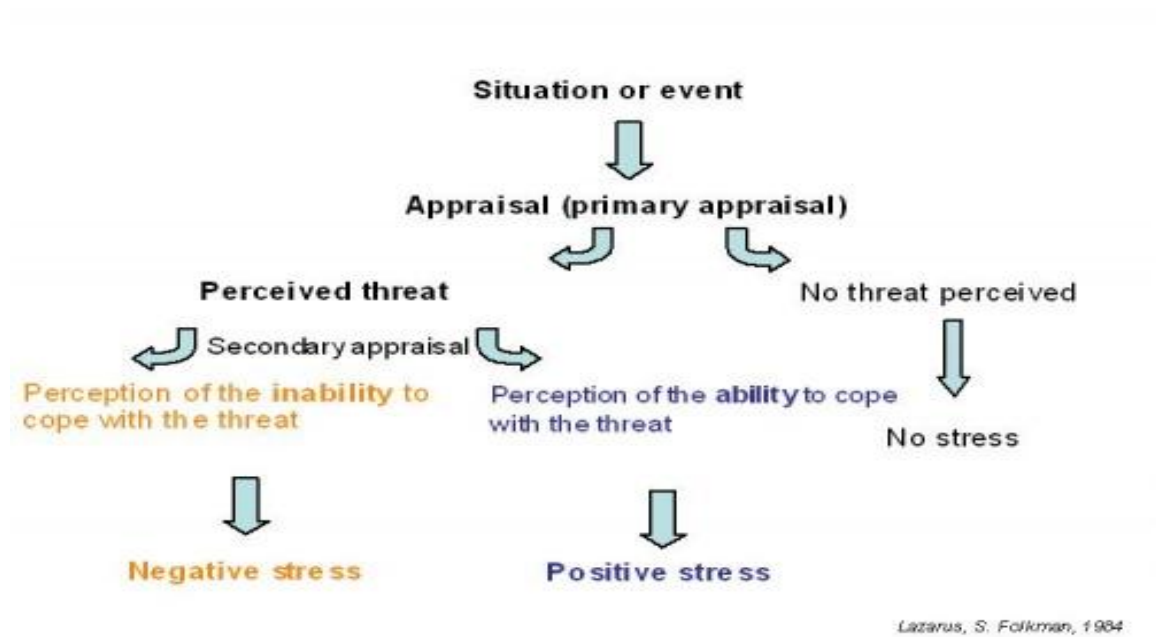 Situation or event
Appraisal (primary appraisal)
Perceived threat
No threat perceived
Secondary appraisal
Perception of the inability to
cope with the threat
Perception of the ability to cope
with the threat
No stress
Negative stress
Positive stress
Lazarus, S. Folkman, 1984